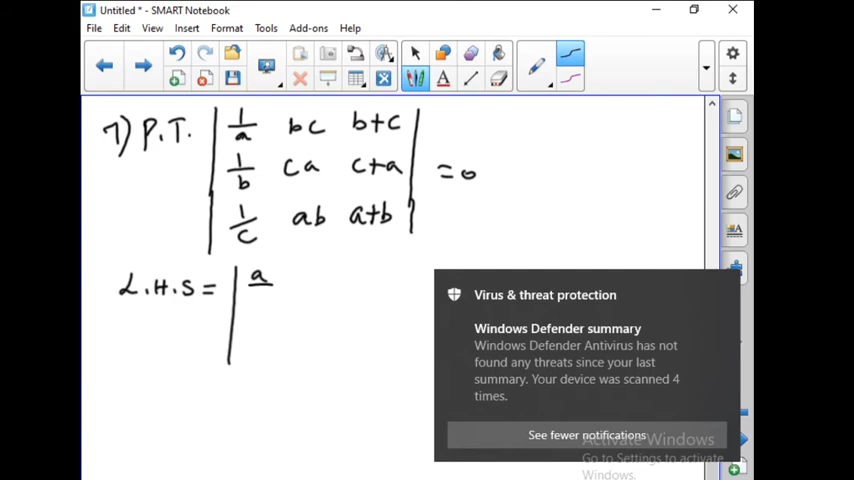 Untitled * - SMART Notebook
File Edit View Insert Format Tools Add-ons Help
7) P.T. | 1/a bc b+c |
| 1/b ca c+a | = 0
| 1/c ab a+b |
L.H.S = | a
Virus & threat protection
Windows Defender summary
Windows Defender Antivirus has not
found any threats since your last
summary. Your device was scanned 4
times.
See fewer notifications
Activate Windows
Go to Settings to activate
Windows.